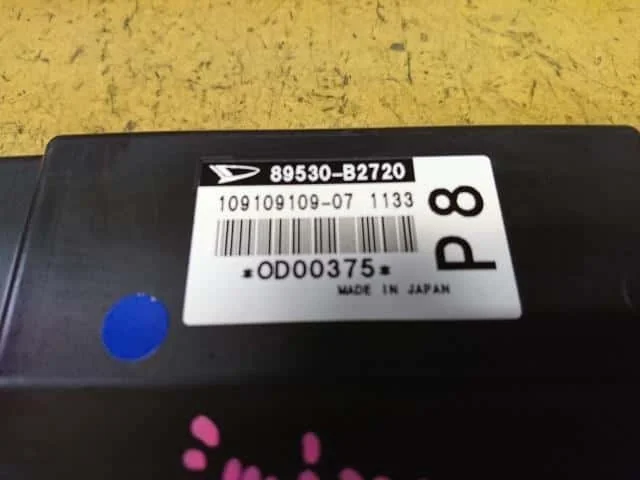 89530-B2720
109109109-07 1133
*OD00375*
MADE IN JAPAN
P8